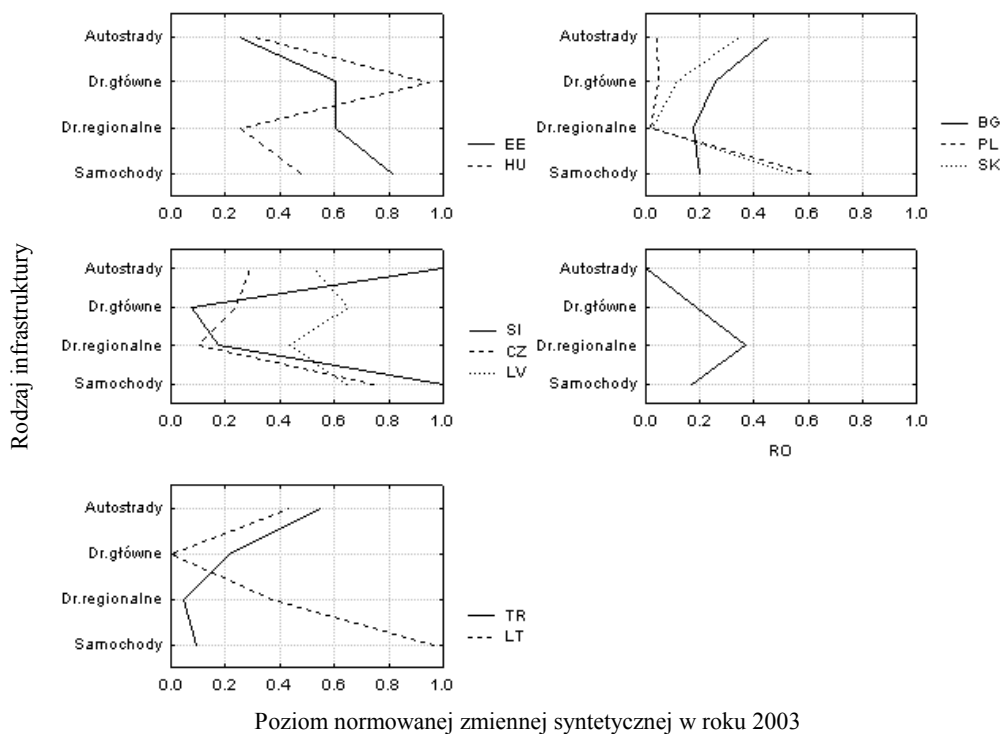 Autostrady
Dr.główne
Dr.regionalne
Samochody
0.0 0.2 0.4 0.6 0.8 1.0
EE
HU
Autostrady
Dr.główne
Dr.regionalne
Samochody
0.0 0.2 0.4 0.6 0.8 1.0
BG
PL
SK
Rodzaj infrastruktury
Autostrady
Dr.główne
Dr.regionalne
Samochody
0.0 0.2 0.4 0.6 0.8 1.0
SI
CZ
LV
Autostrady
Dr.główne
Dr.regionalne
Samochody
0.0 0.2 0.4 0.6 0.8 1.0
RO
Autostrady
Dr.główne
Dr.regionalne
Samochody
0.0 0.2 0.4 0.6 0.8 1.0
TR
LT
Poziom normowanej zmiennej syntetycznej w roku 2003